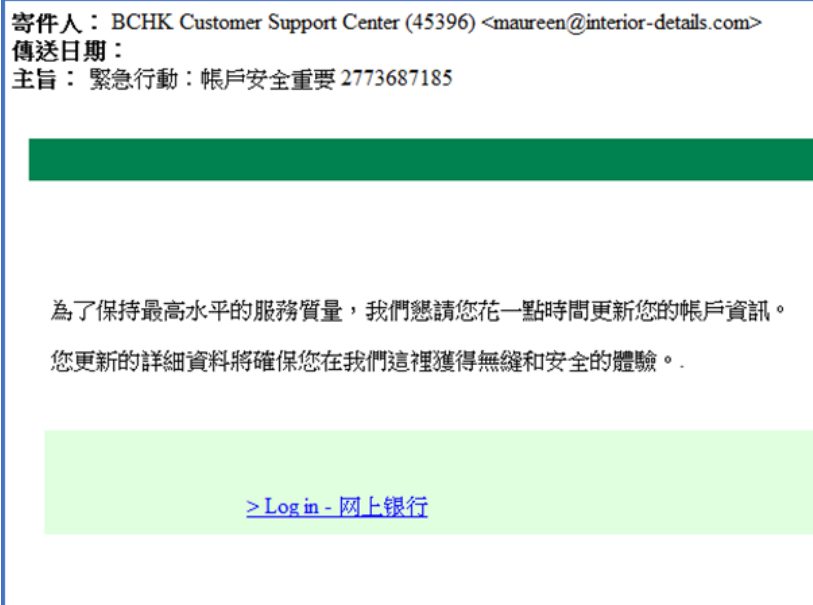 寄件人： BCHK Customer Support Center (45396) <maureen@interior-details.com>
傳送日期：
主旨： 緊急行動：帳戶安全重要 2773687185
為了保持最高水平的服務質量，我們懇請您花一點時間更新您的帳戶資訊。
您更新的詳細資料將確保您在我們這裡獲得無縫和安全的體驗。.
> Log in - 网上银行